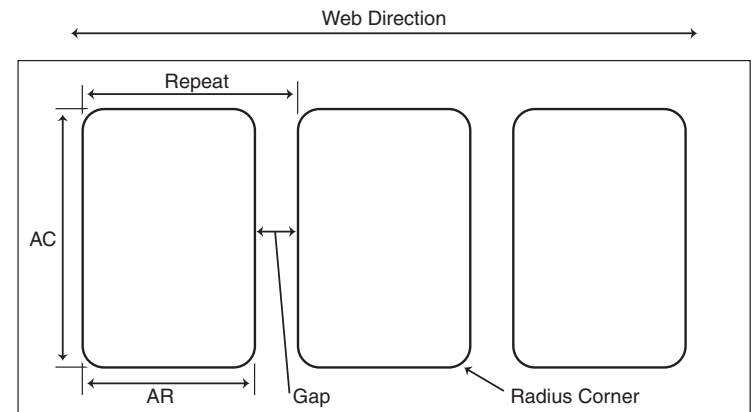 Web Direction
Repeat
AC
AR
Gap
Radius Corner